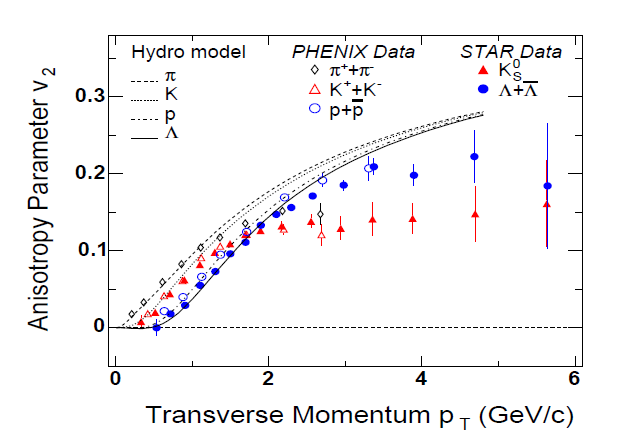 Hydro model
π
K
p
Λ
PHENIX Data
π⁺+π⁻
K⁺+K⁻
p+p̅
STAR Data
K⁰S
Λ+Λ̅
Anisotropy Parameter v₂
0.3
0.2
0.1
0
0 2 4 6
Transverse Momentum p T (GeV/c)